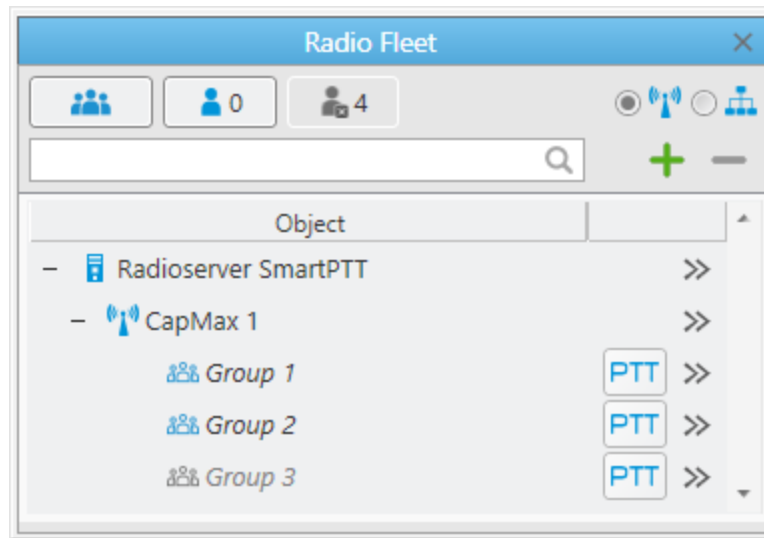 Radio Fleet
0
4
Object
Radioserver SmartPTT
CapMax 1
Group 1 PTT
Group 2 PTT
Group 3 PTT